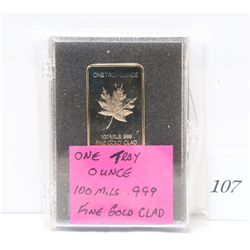 ONE TROY OUNCE
100 MILS .999
FINE GOLD CLAD
ONE TROY
OUNCE
100 MILS .999
FINE GOLD CLAD
107